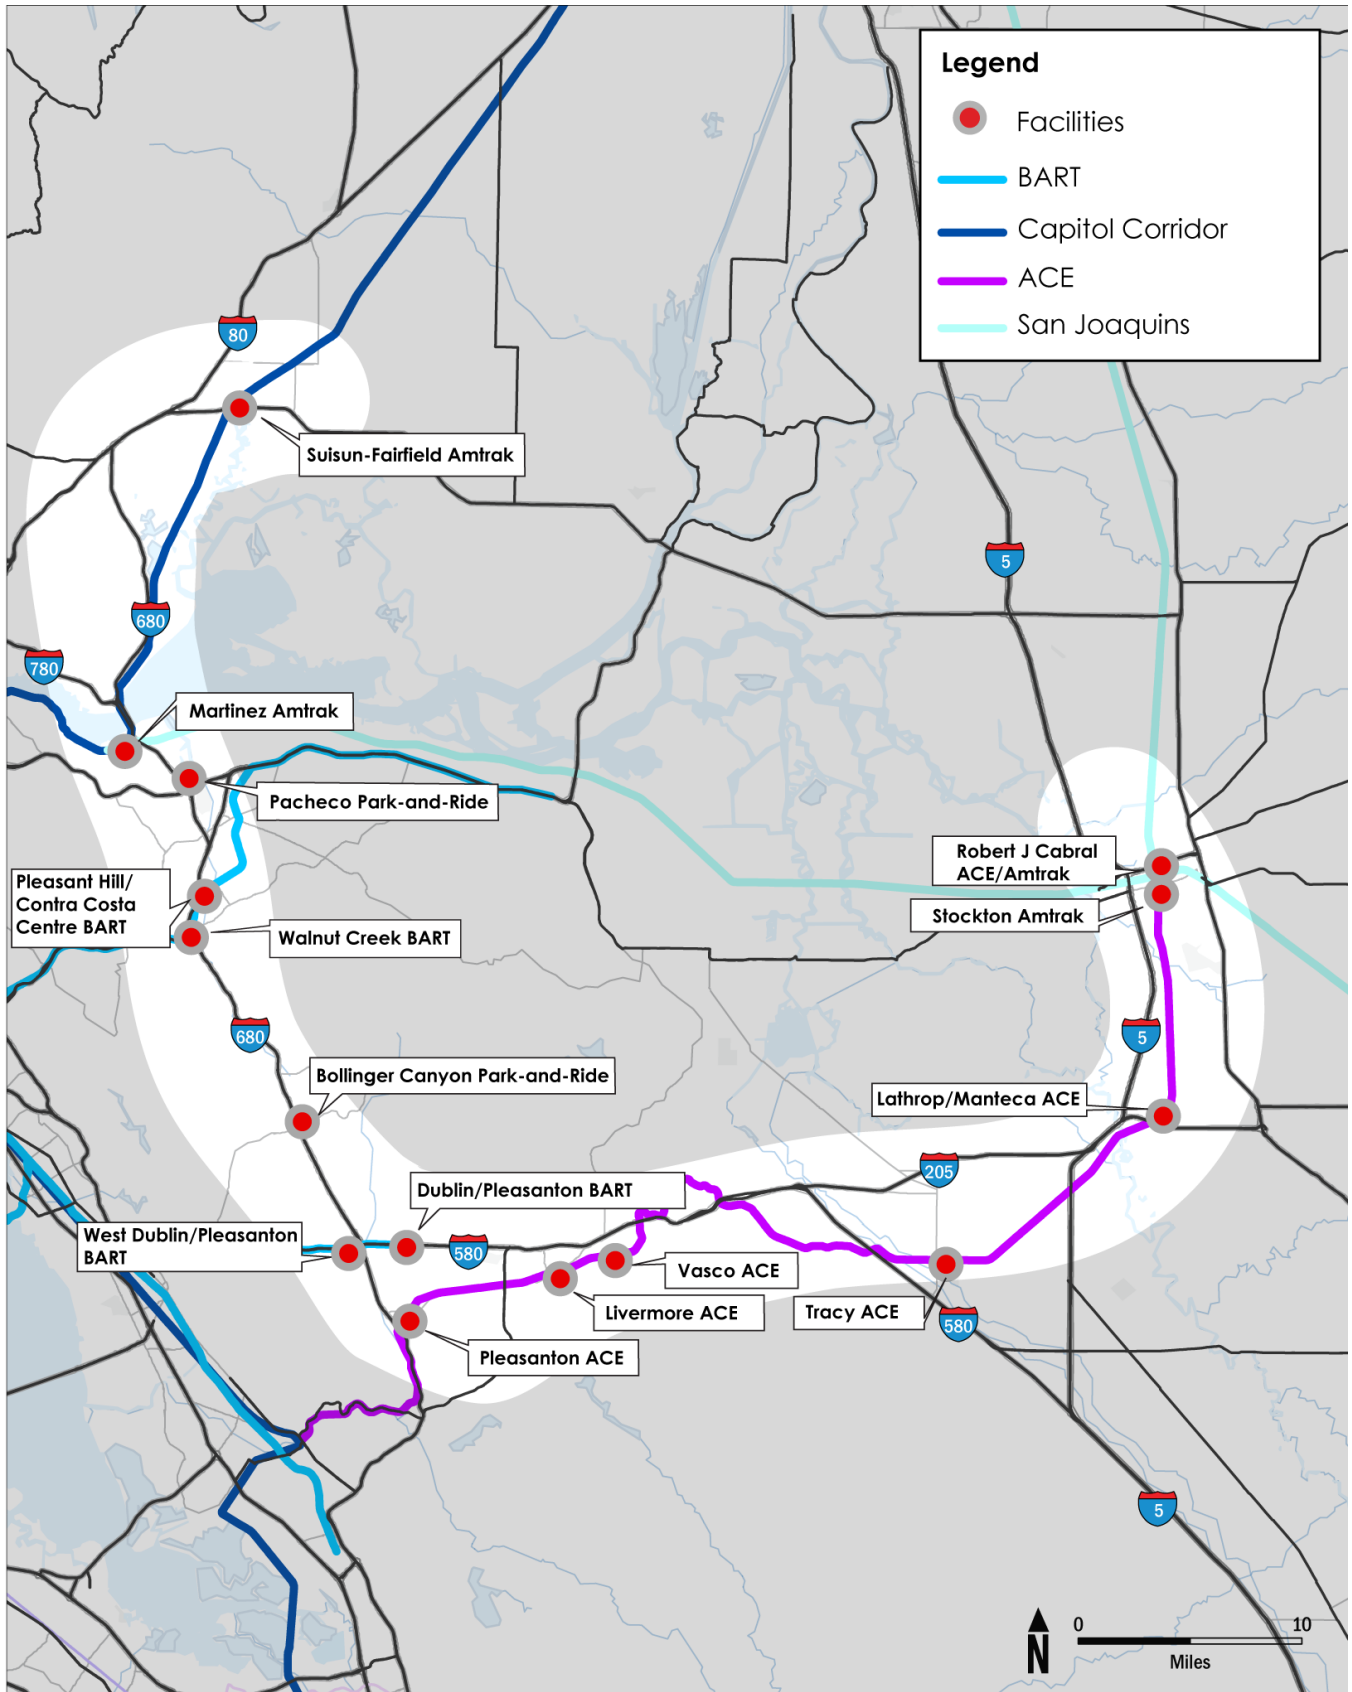 Legend
Facilities
BART
Capitol Corridor
ACE
San Joaquins
80
Suisun-Fairfield Amtrak
5
680
780
Martinez Amtrak
Pacheco Park-and-Ride
Robert J Cabral
ACE/Amtrak
Pleasant Hill/
Contra Costa
Centre BART
Stockton Amtrak
Walnut Creek BART
680
5
Bollinger Canyon Park-and-Ride
Lathrop/Manteca ACE
205
Dublin/Pleasanton BART
West Dublin/Pleasanton
BART
580
Vasco ACE
Livermore ACE
Tracy ACE
580
Pleasanton ACE
5
N
0
10
Miles